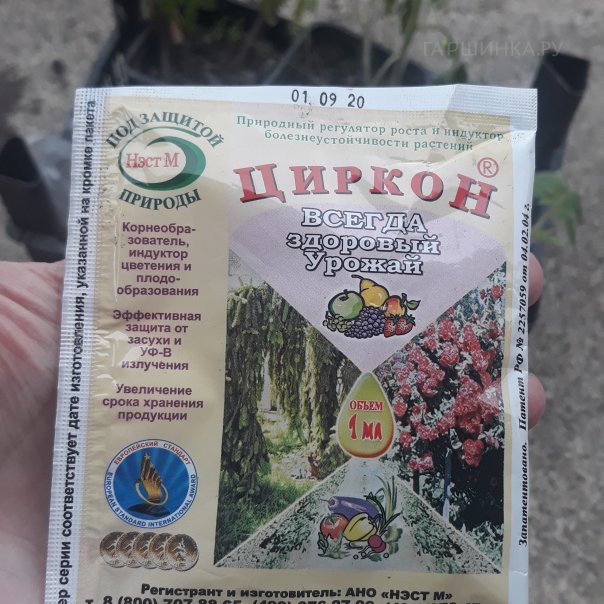 ГАРШИНКА.РУ
01 09 20
ПОД ЗАЩИТОЙ
Нэст М
ПРИРОДЫ
Природный регулятор роста и индуктор
болезнеустойчивости растений
ЦИРКОН®
ВСЕГДА
здоровый
Урожай
Корнеобра-
зователь,
индуктор
цветения и
плодо-
образования
Эффективная
защита от
засухи и
УФ-В
излучения
Увеличение
срока хранения
продукции
ОБЪЕМ
1 МЛ
ЕВРОПЕЙСКИЙ СТАНДАРТ
EUROPEAN STANDARD INTERNATIONAL AWARD
Регистрант и изготовитель: АНО «НЭСТ М»
серии соответствует дате изготовления, указанной на кромке пакета
Запатентовано. Патент РФ № 2257059 от 04.02.04 г.